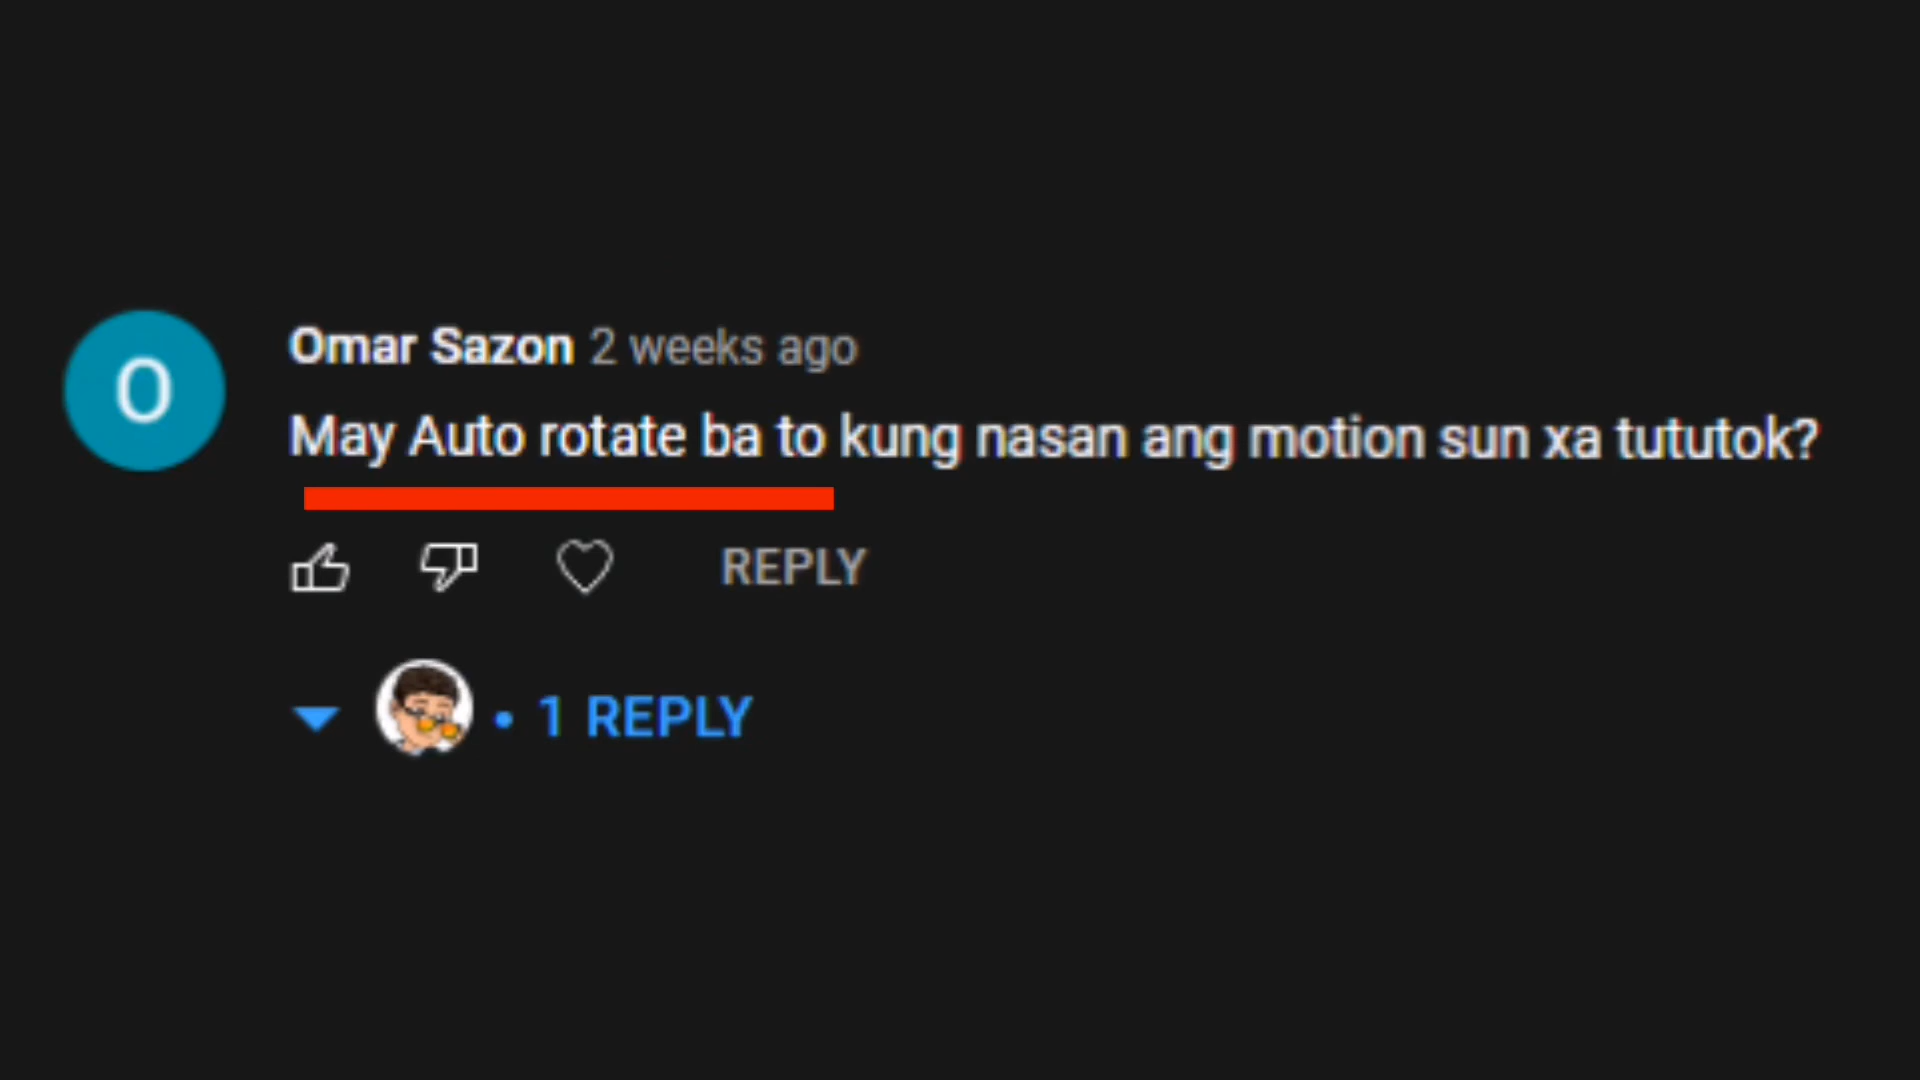 O
Omar Sazon 2 weeks ago
May Auto rotate ba to kung nasan ang motion sun xa tututok?
REPLY
• 1 REPLY